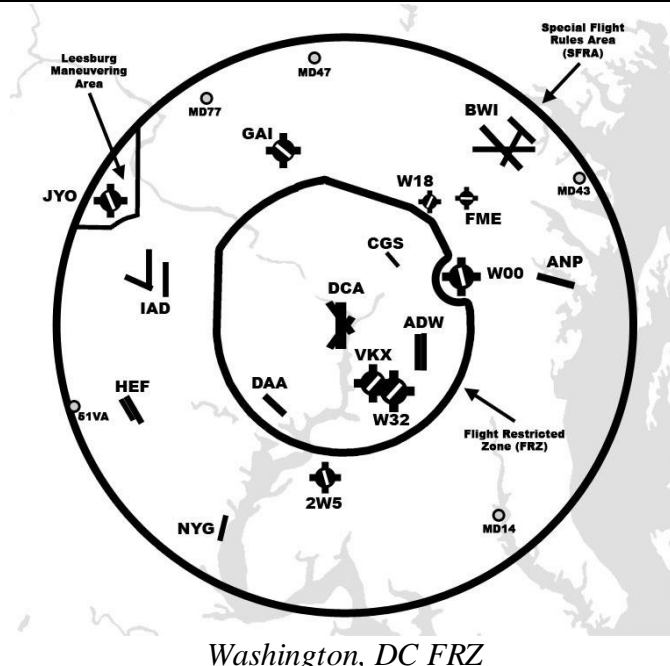 Special Flight
Rules Area
(SFRA)
Leesburg
Maneuvering
Area
MD47
MD77
BWI
GAI
MD43
JYO
W18
FME
CGS
W00
ANP
IAD
DCA
ADW
VKX
HEF
DAA
51VA
W32
Flight Restricted
Zone (FRZ)
2W5
NYG
MD14
Washington, DC FRZ